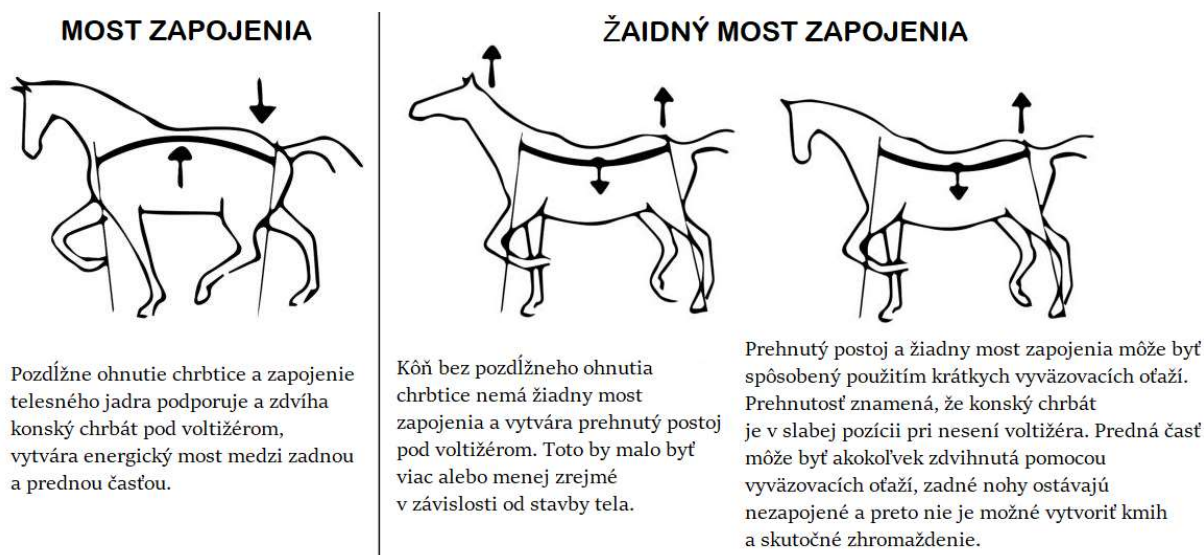 MOST ZAPOJENIA
Pozdĺžne ohnutie chrbtice a zapojenie
telesného jadra podporuje a zdvíha
konský chrbát pod voltižérom,
vytvára energický most medzi zadnou
a prednou časťou.
ŽAIDNÝ MOST ZAPOJENIA
Kôň bez pozdĺžneho ohnutia
chrbtice nemá žiadny most
zapojenia a vytvára prehnutý postoj
pod voltižérom. Toto by malo byť
viac alebo menej zrejmé
v závislosti od stavby tela.
Prehnutý postoj a žiadny most zapojenia môže byť
spôsobený použitím krátkych vyväzovacích oťaží.
Prehnutosť znamená, že konský chrbát
je v slabej pozícii pri nesení voltižéra. Predná časť
môže byť akokoľvek zdvihnutá pomocou
vyväzovacích oťaží, zadné nohy ostávajú
nezapojené a preto nie je možné vytvoriť kmih
a skutočné zhromaždenie.